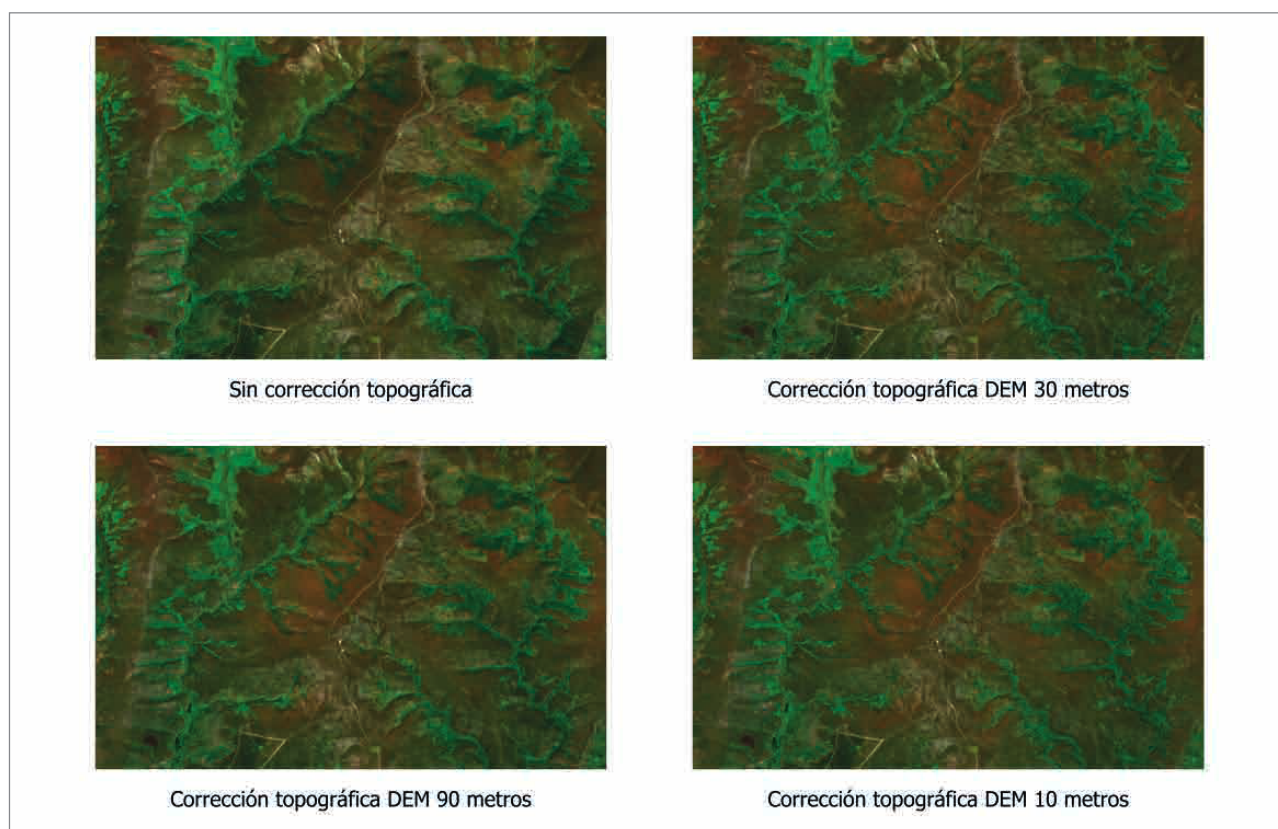 Sin corrección topográfica
Corrección topográfica DEM 30 metros
Corrección topográfica DEM 90 metros
Corrección topográfica DEM 10 metros